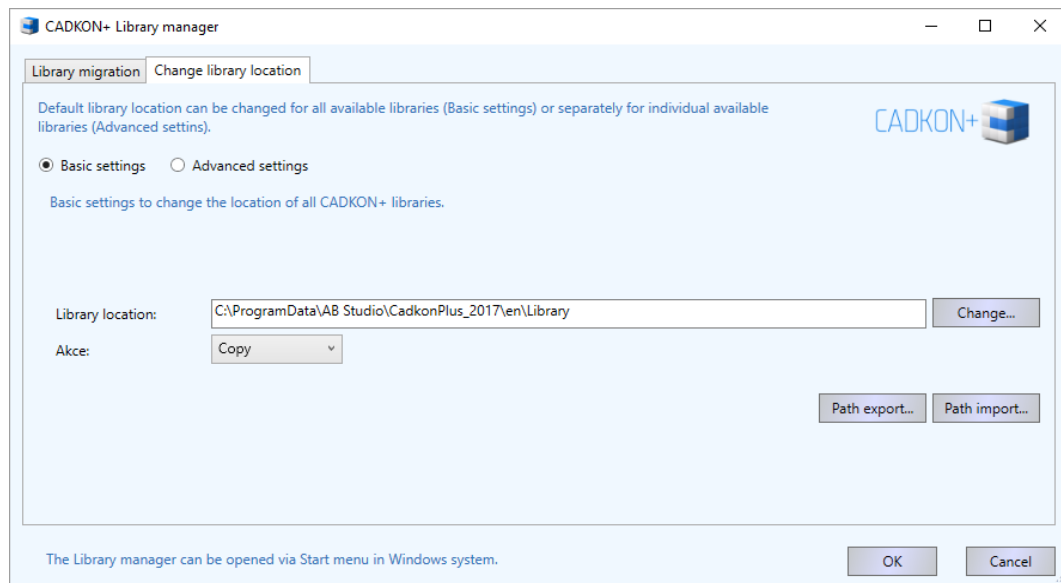 CADKON+ Library manager
Library migration Change library location
Default library location can be changed for all available libraries (Basic settings) or separately for individual available
libraries (Advanced settins).
CADKON+
Basic settings Advanced settings
Basic settings to change the location of all CADKON+ libraries.
Library location: C:\ProgramData\AB Studio\CadkonPlus_2017\en\Library Change...
Akce: Copy
Path export... Path import...
The Library manager can be opened via Start menu in Windows system. OK Cancel